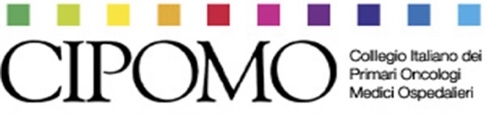 CIPOMO
Collegio Italiano dei
Primari Oncologi
Medici Ospedalieri